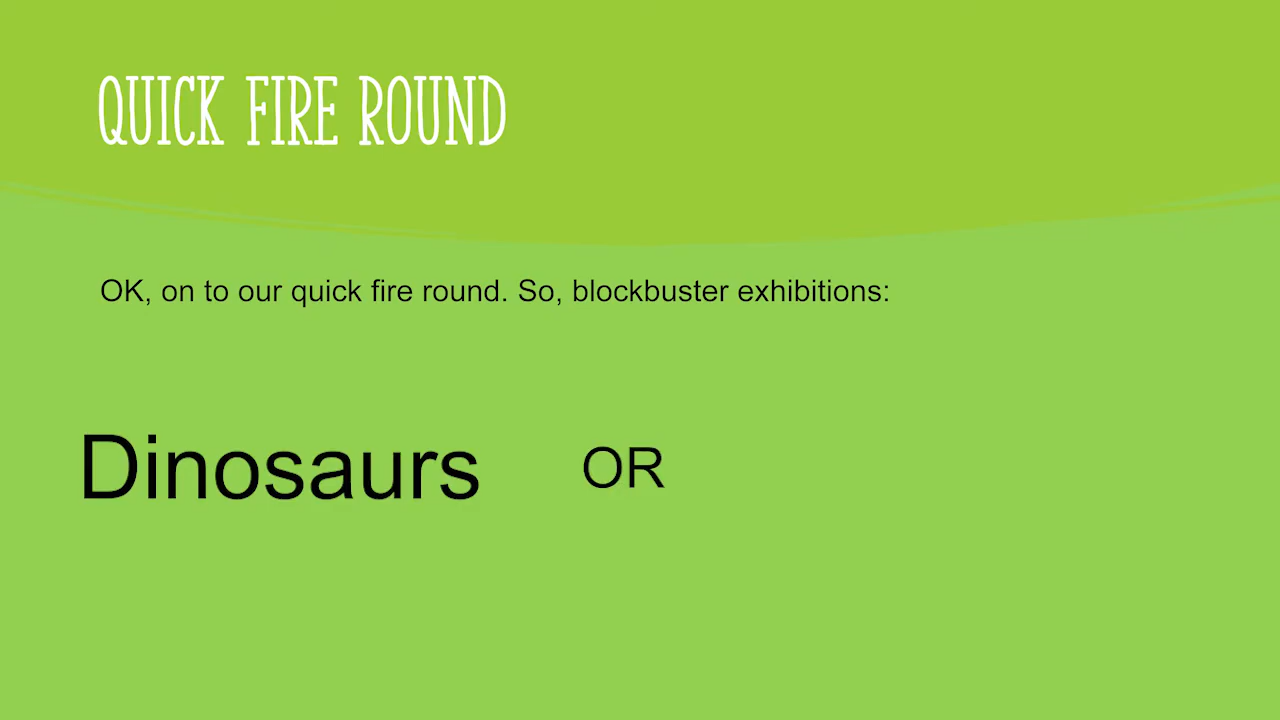 QUICK FIRE ROUND
OK, on to our quick fire round. So, blockbuster exhibitions:
Dinosaurs OR